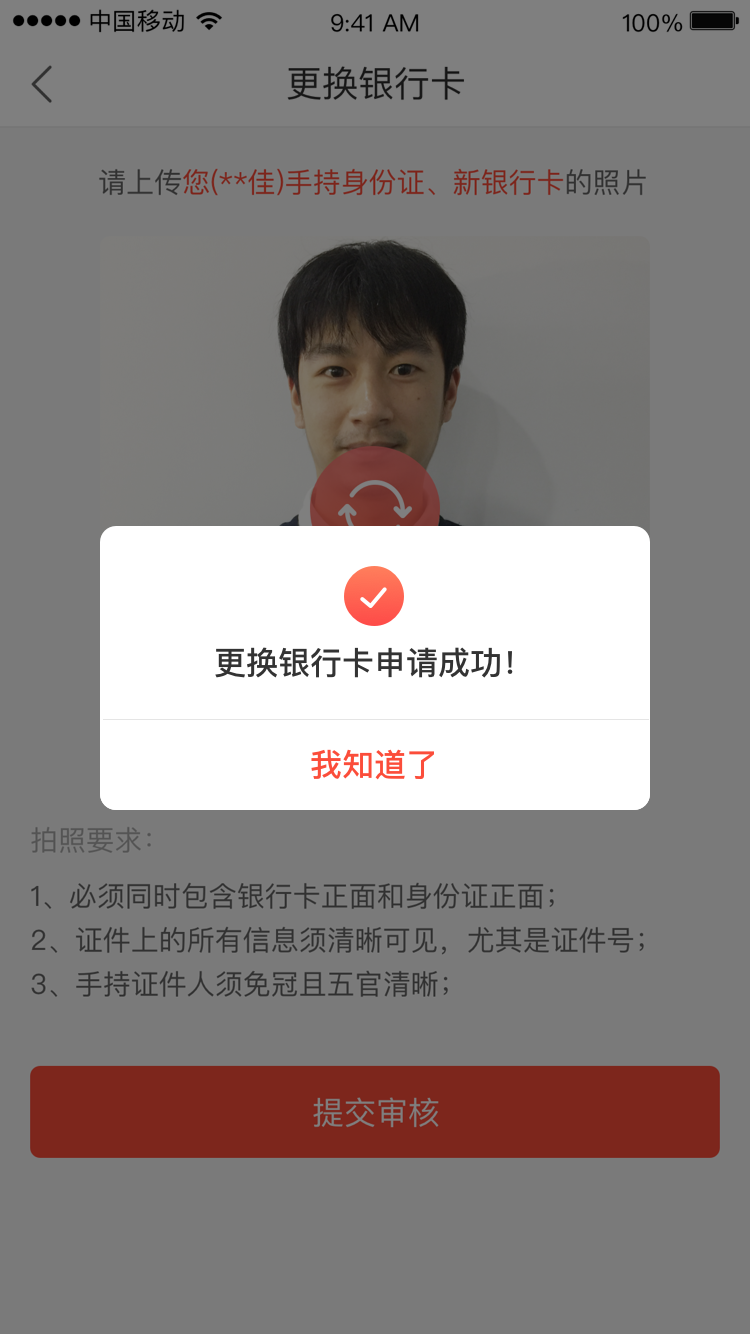 中国移动 9:41 AM 100%
更换银行卡
请上传您(**佳)手持身份证、新银行卡的照片
更换银行卡申请成功!
我知道了
拍照要求:
1、必须同时包含银行卡正面和身份证正面;
2、证件上的所有信息须清晰可见，尤其是证件号;
3、手持证件人须免冠且五官清晰;
提交审核